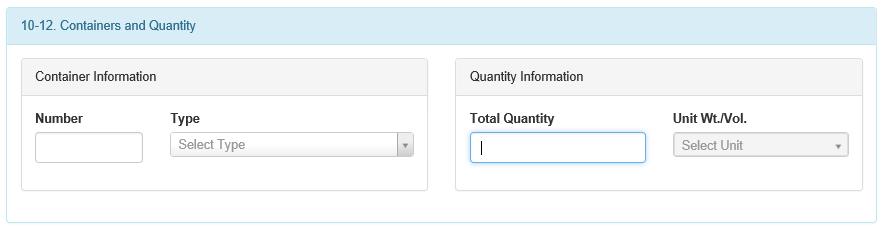 10-12. Containers and Quantity
Container Information
Number Type
Select Type
Quantity Information
Total Quantity Unit Wt./Vol.
Select Unit